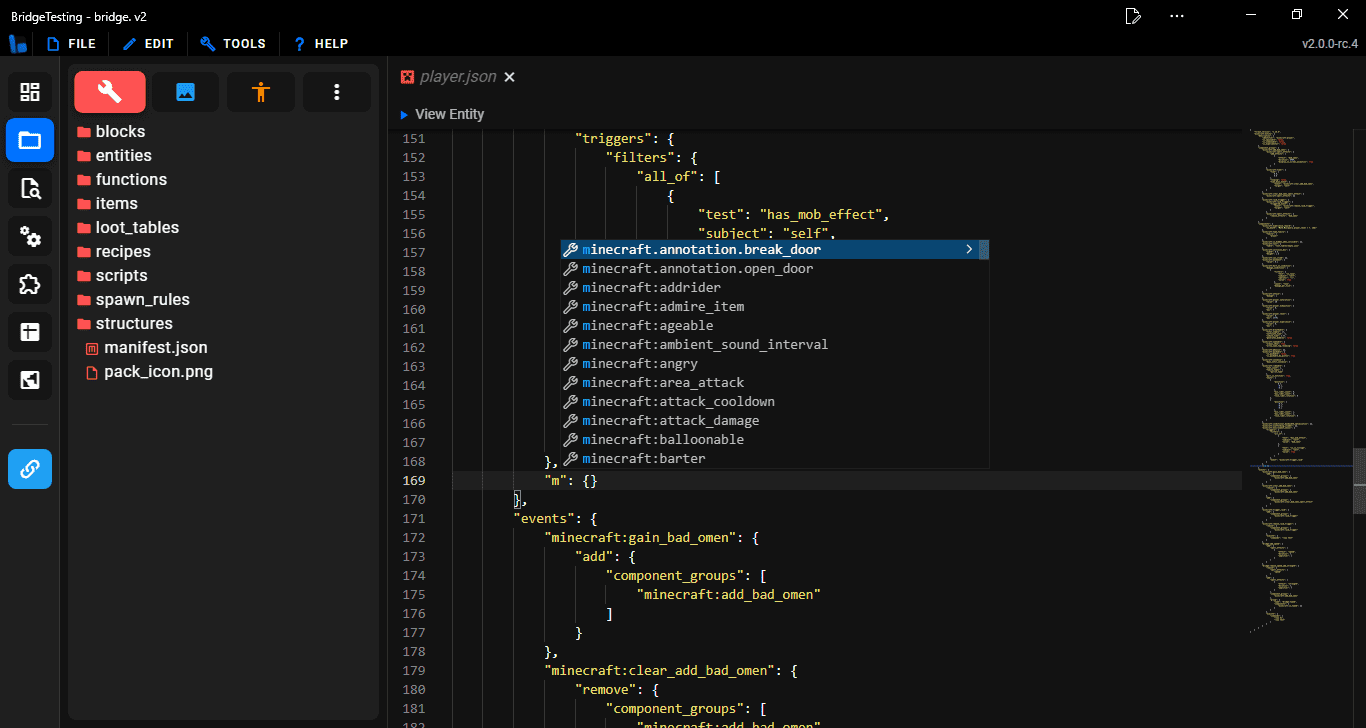 BridgeTesting - bridge. v2
FILE EDIT TOOLS HELP v2.0.0-rc.4
blocks
entities
functions
items
loot_tables
recipes
scripts
spawn_rules
structures
manifest.json
pack_icon.png
player.json
View Entity
151 "triggers": {
152 "filters": {
153 "all_of": [
154 {
155 "test": "has_mob_effect",
156 "subject": "self",
157
158
159
160
161
162
163
164
165
166
167
168 },
169 "m": {}
170 },
171 "events": {
172 "minecraft:gain_bad_omen": {
173 "add": {
174 "component_groups": [
175 "minecraft:add_bad_omen"
176 ]
177 }
178 },
179 "minecraft:clear_add_bad_omen": {
180 "remove": {
181 "component_groups": [
182 "minecraft:add_bad_omen"
minecraft.annotation.break_door
minecraft.annotation.open_door
minecraft:addrider
minecraft:admire_item
minecraft:ageable
minecraft:ambient_sound_interval
minecraft:angry
minecraft:area_attack
minecraft:attack_cooldown
minecraft:attack_damage
minecraft:balloonable
minecraft:barter